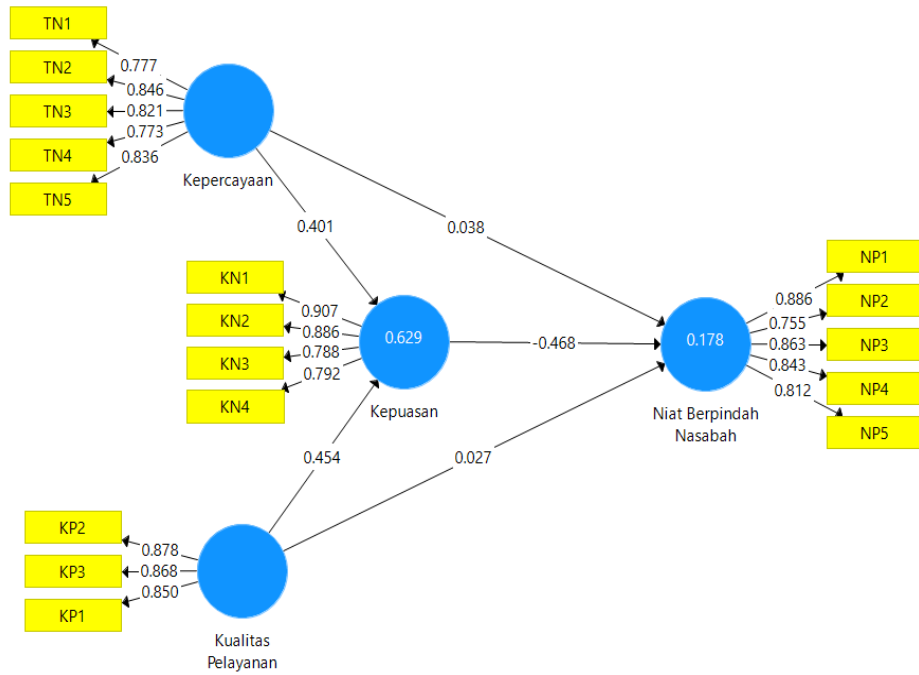 TN1
TN2
TN3
TN4
TN5
0.777
0.846
0.821
0.773
0.836
Kepercayaan
0.401
0.038
KN1
KN2
KN3
KN4
0.907
0.886
0.788
0.792
0.629
Kepuasan
-0.468
0.178
Niat Berpindah
Nasabah
0.886
0.755
0.863
0.843
0.812
NP1
NP2
NP3
NP4
NP5
0.454
0.027
KP2
KP3
KP1
0.878
0.868
0.850
Kualitas
Pelayanan